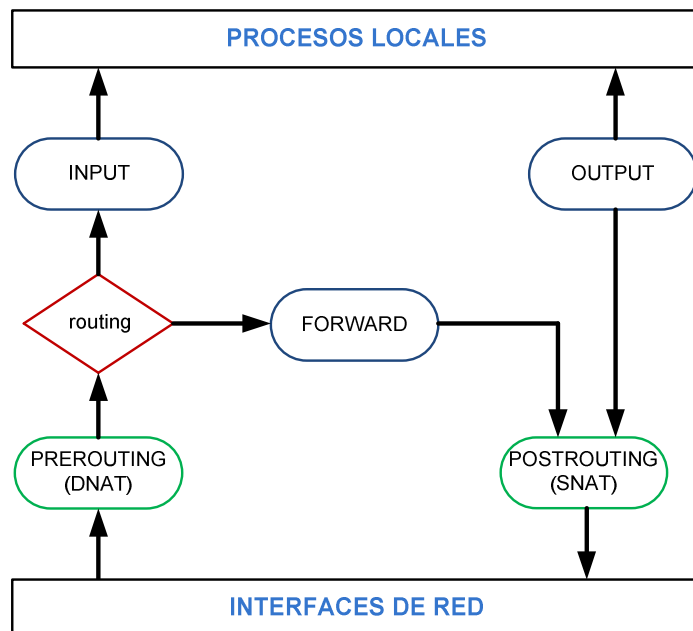 PROCESOS LOCALES
INPUT
OUTPUT
routing
FORWARD
PREROUTING
(DNAT)
POSTROUTING
(SNAT)
INTERFACES DE RED